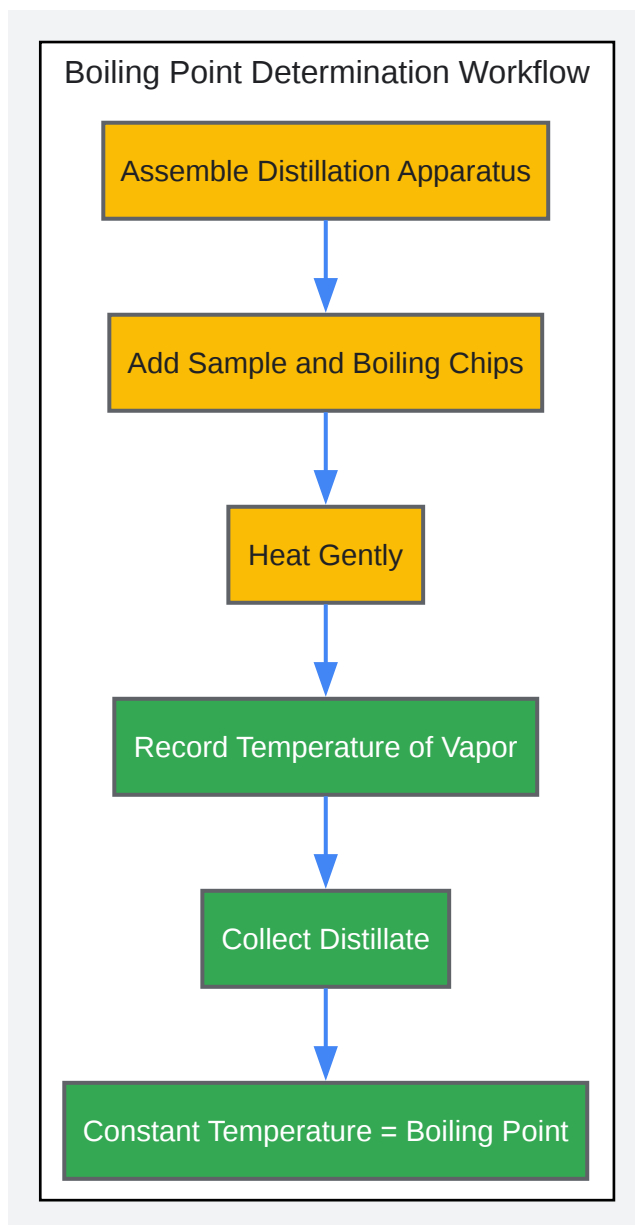 Boiling Point Determination Workflow
Assemble Distillation Apparatus
Add Sample and Boiling Chips
Heat Gently
Record Temperature of Vapor
Collect Distillate
Constant Temperature = Boiling Point